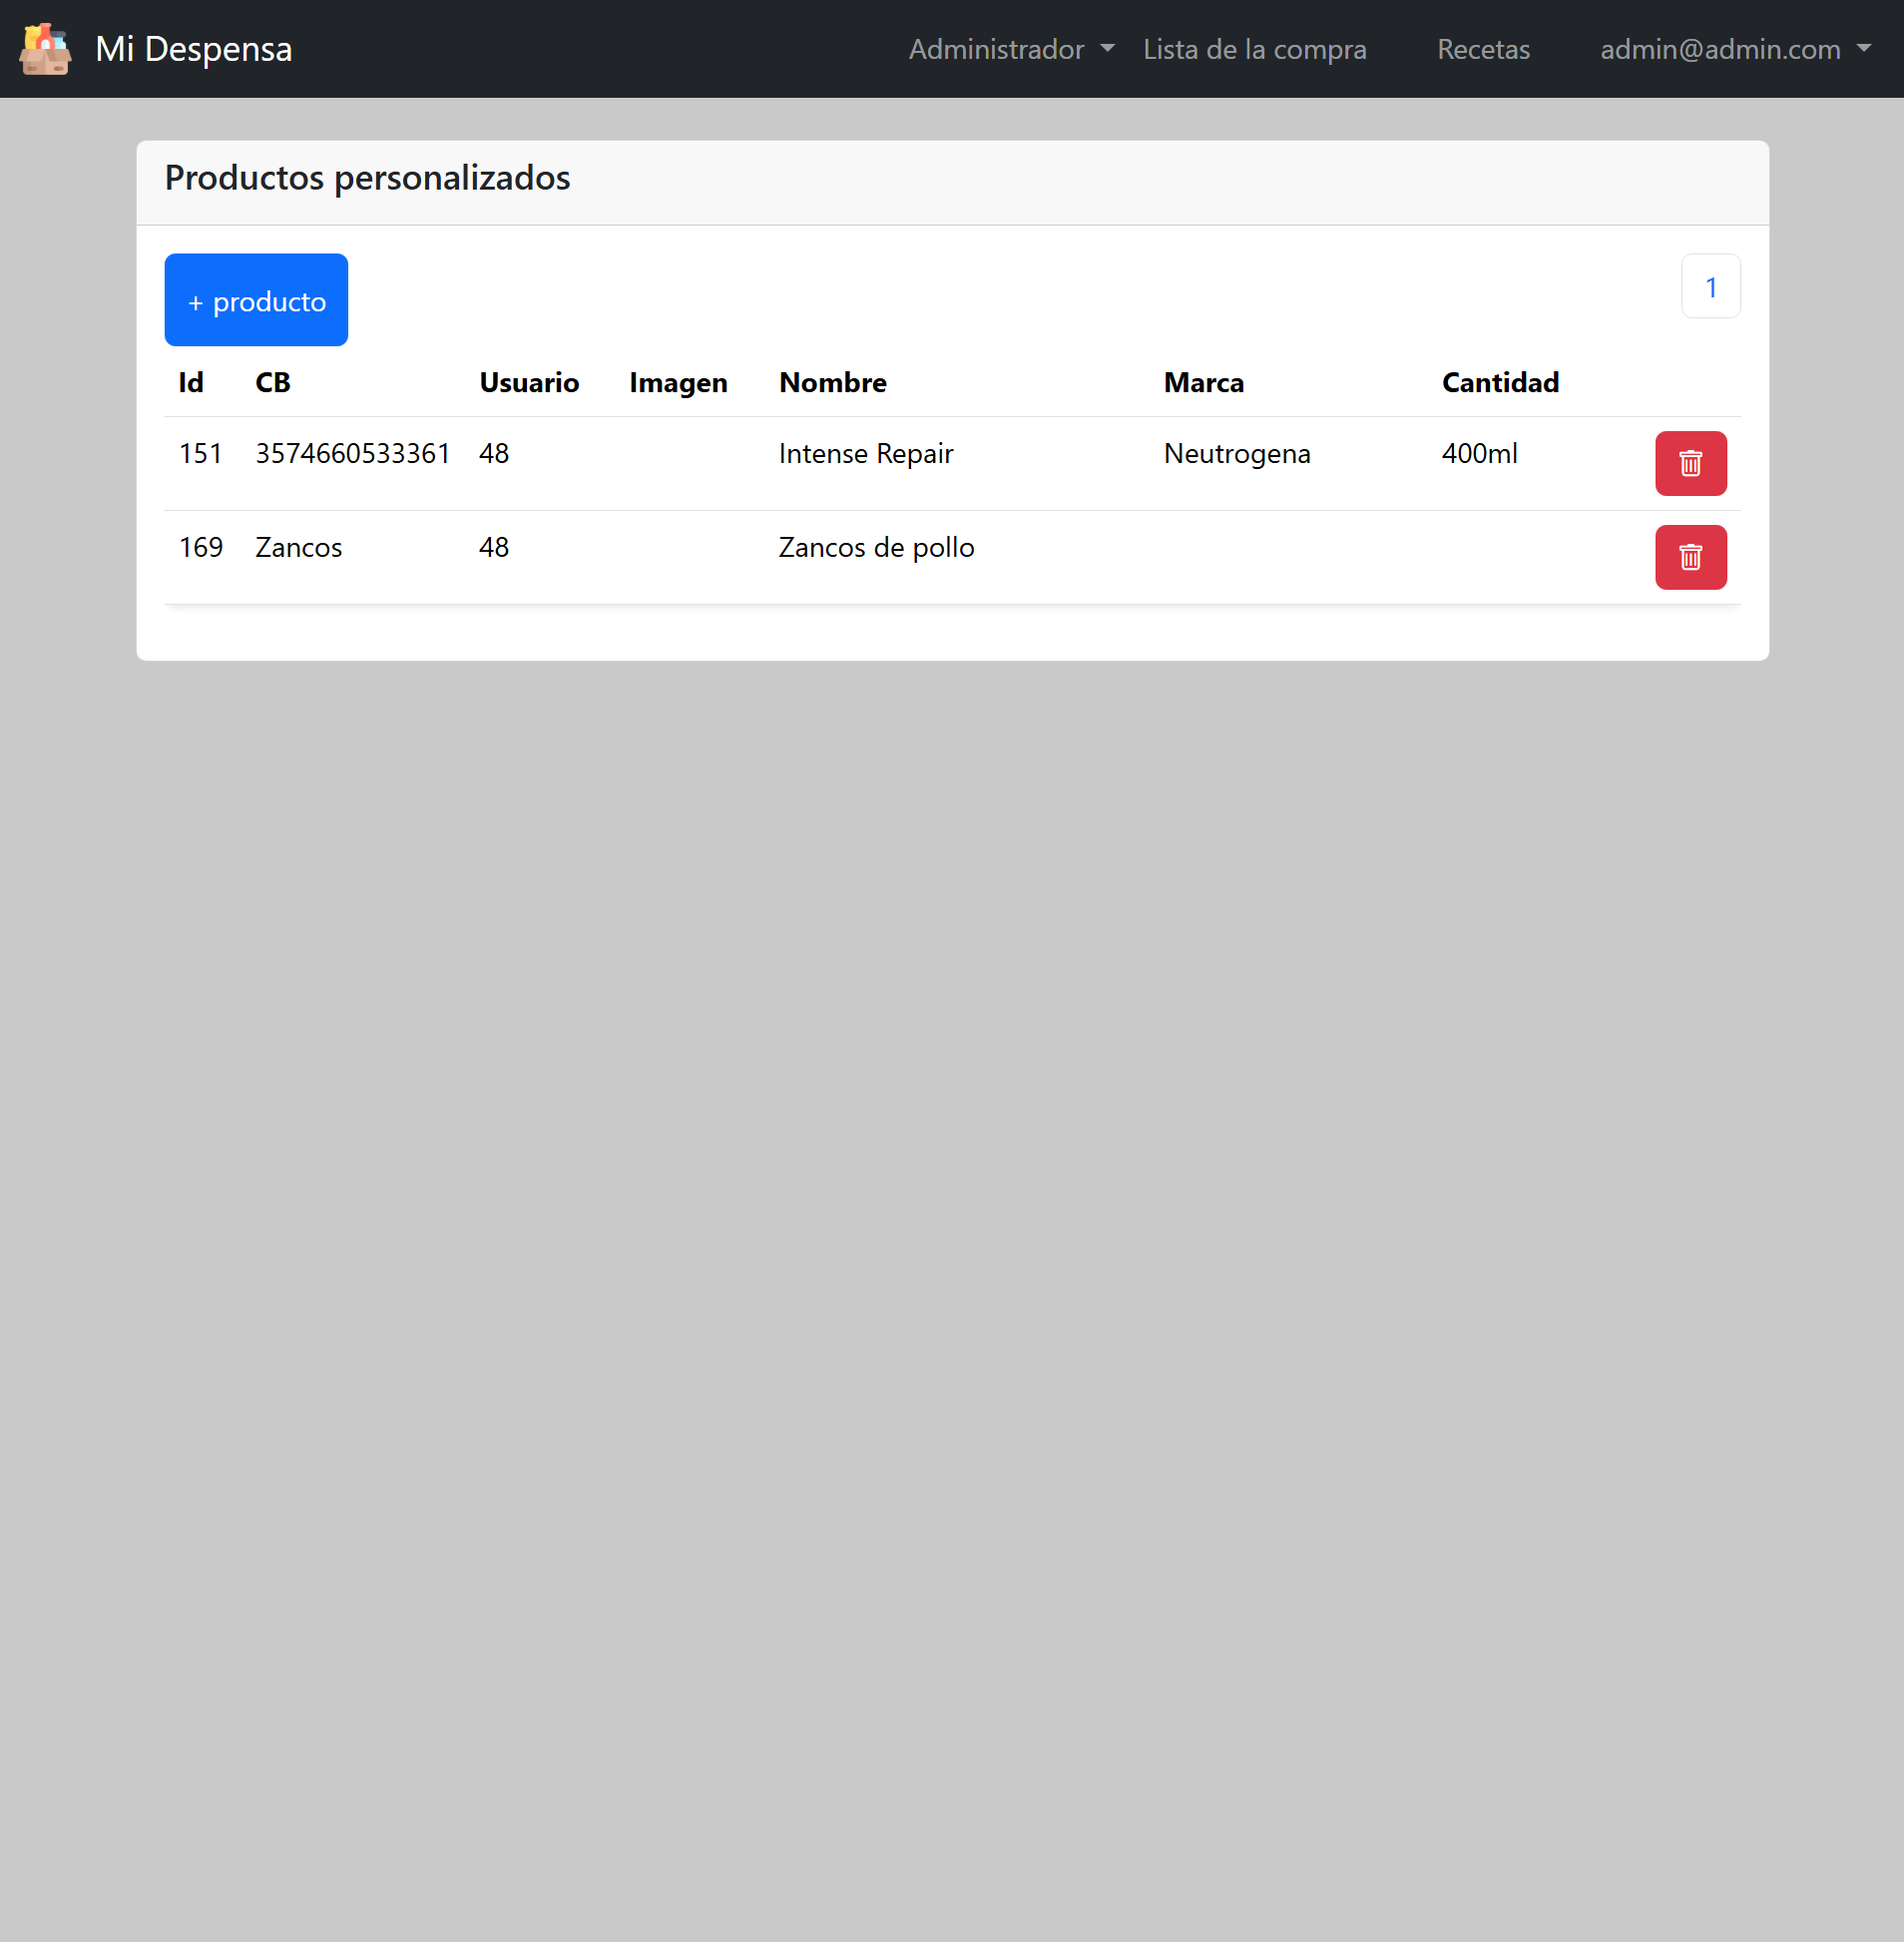 Mi Despensa Administrador Lista de la compra Recetas admin@admin.com
Productos personalizados
+ producto 1
Id CB Usuario Imagen Nombre Marca Cantidad
151 3574660533361 48 Intense Repair Neutrogena 400ml
169 Zancos 48 Zancos de pollo